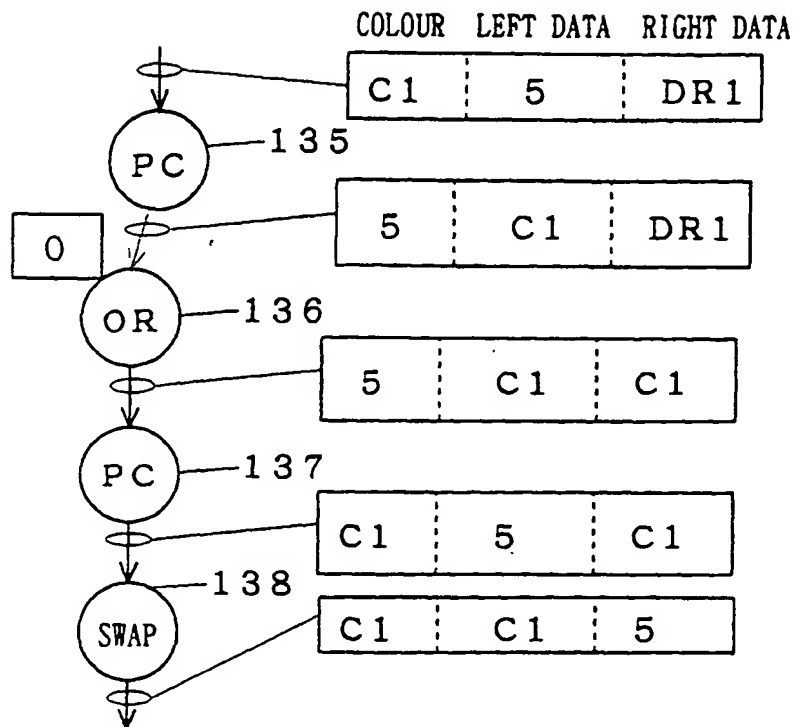 COLOUR LEFT DATA RIGHT DATA
C1 5 DR1
PC 135
5 C1 DR1
0
OR 136
5 C1 C1
PC 137
C1 5 C1
138
SWAP
C1 C1 5